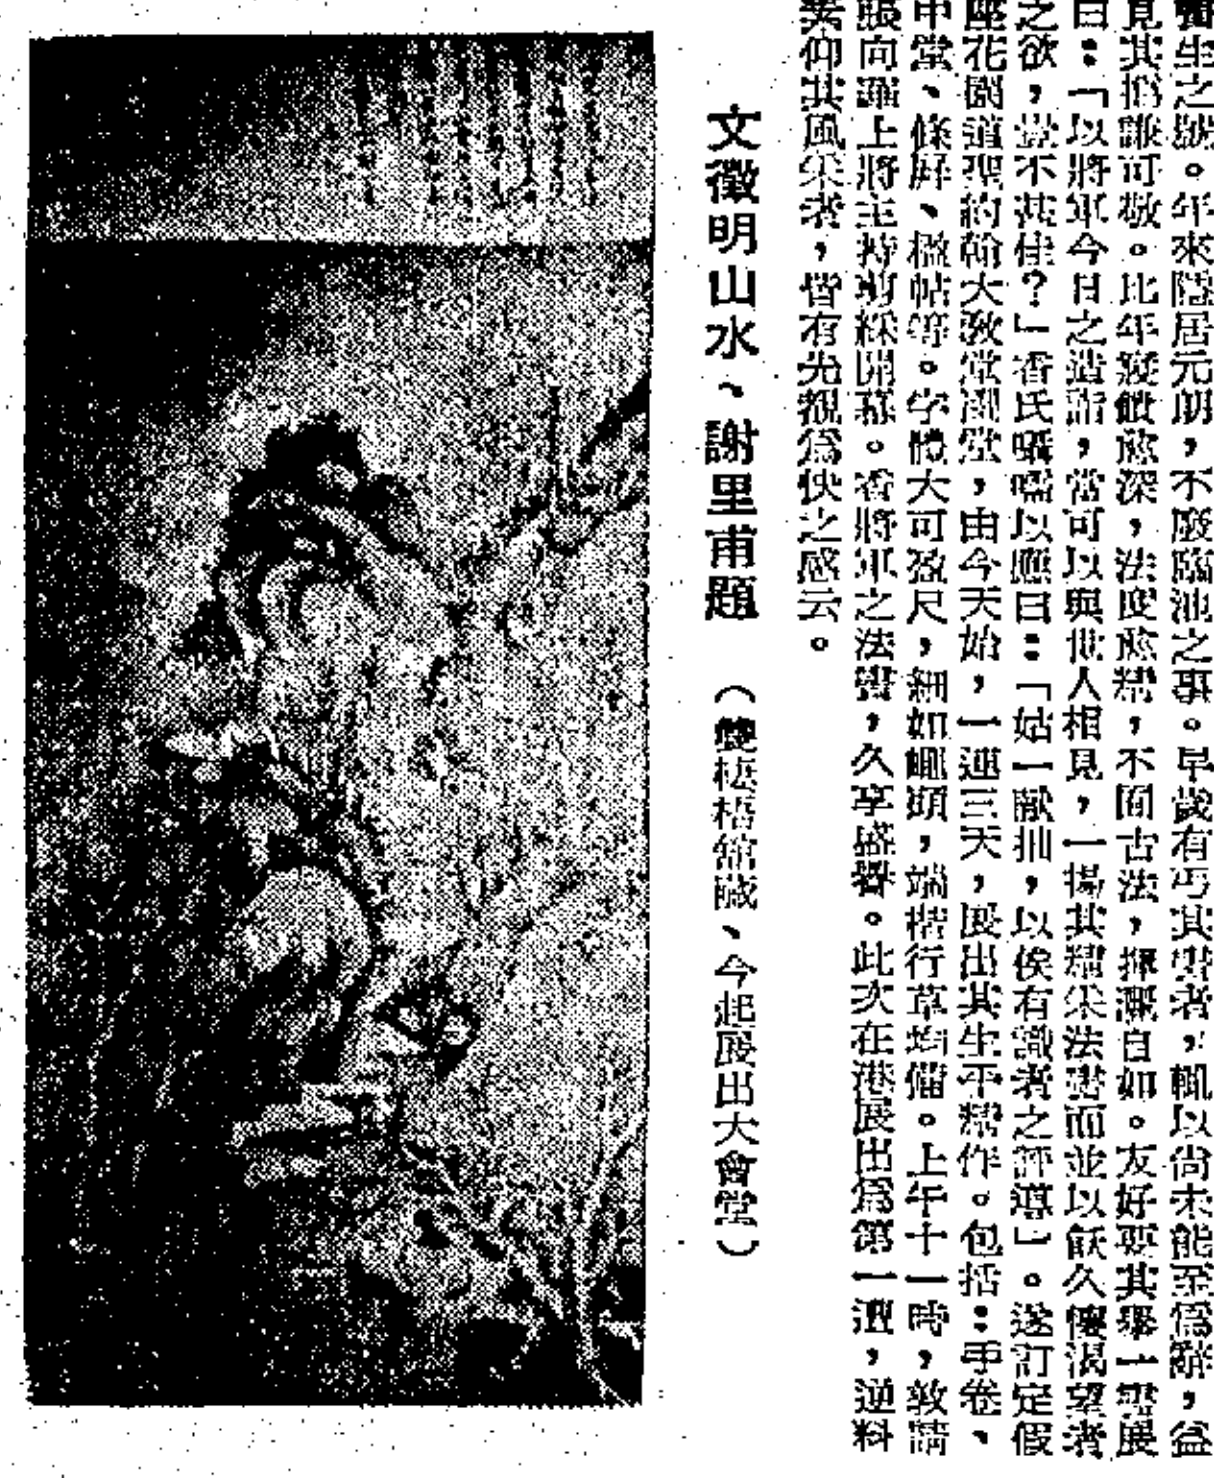 生之號。年來隱居元朗,不廢臨池之事。早歲有丐其書者,輒以尚未能至爲辭,益
見其撝謙可敬。比年浸饋愈深,法度愈精,不囿古法,揮灑自如。友好要其舉一書展
曰:「以將軍今日之造詣,當可以與世人相見,一揚其精采法書而並以飫久懷渴望者
之欲,豈不甚佳?」香氏囁嚅以應曰:「姑一獻拙,以俟有識者之評導」。遂訂定假
座花園道聖約翰大教堂副堂,由今天始,一連三天,展出其生平精作。包括:手卷、
中堂、條屏、楹帖等。字體大可盈尺,細如蠅頭,端楷行草均備。上午十一時,敦請
張向華上將主持剪綵開幕。香將軍之法書,久享盛譽。此次在港展出爲第一遭,逆料
仰其風采者,皆有先覩爲快之感云。
文徵明山水、謝里甫題
(雙梧舘藏、今起展出大會堂)